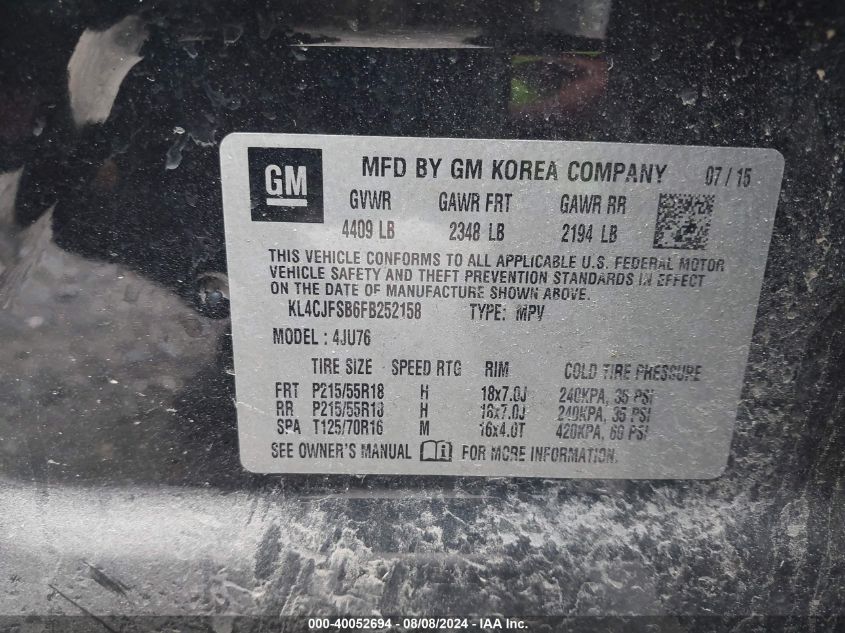 GM
MFD BY GM KOREA COMPANY 07/15
GVWR GAWR FRT GAWR RR
4409 LB 2348 LB 2194 LB
THIS VEHICLE CONFORMS TO ALL APPLICABLE U.S. FEDERAL MOTOR
VEHICLE SAFETY AND THEFT PREVENTION STANDARDS IN EFFECT
ON THE DATE OF MANUFACTURE SHOWN ABOVE.
KL4CJFSB6FB252158 TYPE: MPV
MODEL : 4JU76
TIRE SIZE SPEED RTG RIM COLD TIRE PRESSURE
FRT P215/55R18 H 18x7.0J 240KPA, 35 PSI
RR P215/55R18 H 18x7.0J 240KPA, 35 PSI
SPA T125/70R16 M 16x4.0T 420KPA, 60 PSI
SEE OWNER'S MANUAL FOR MORE INFORMATION.
000-40052694 - 08/08/2024 - IAA Inc.